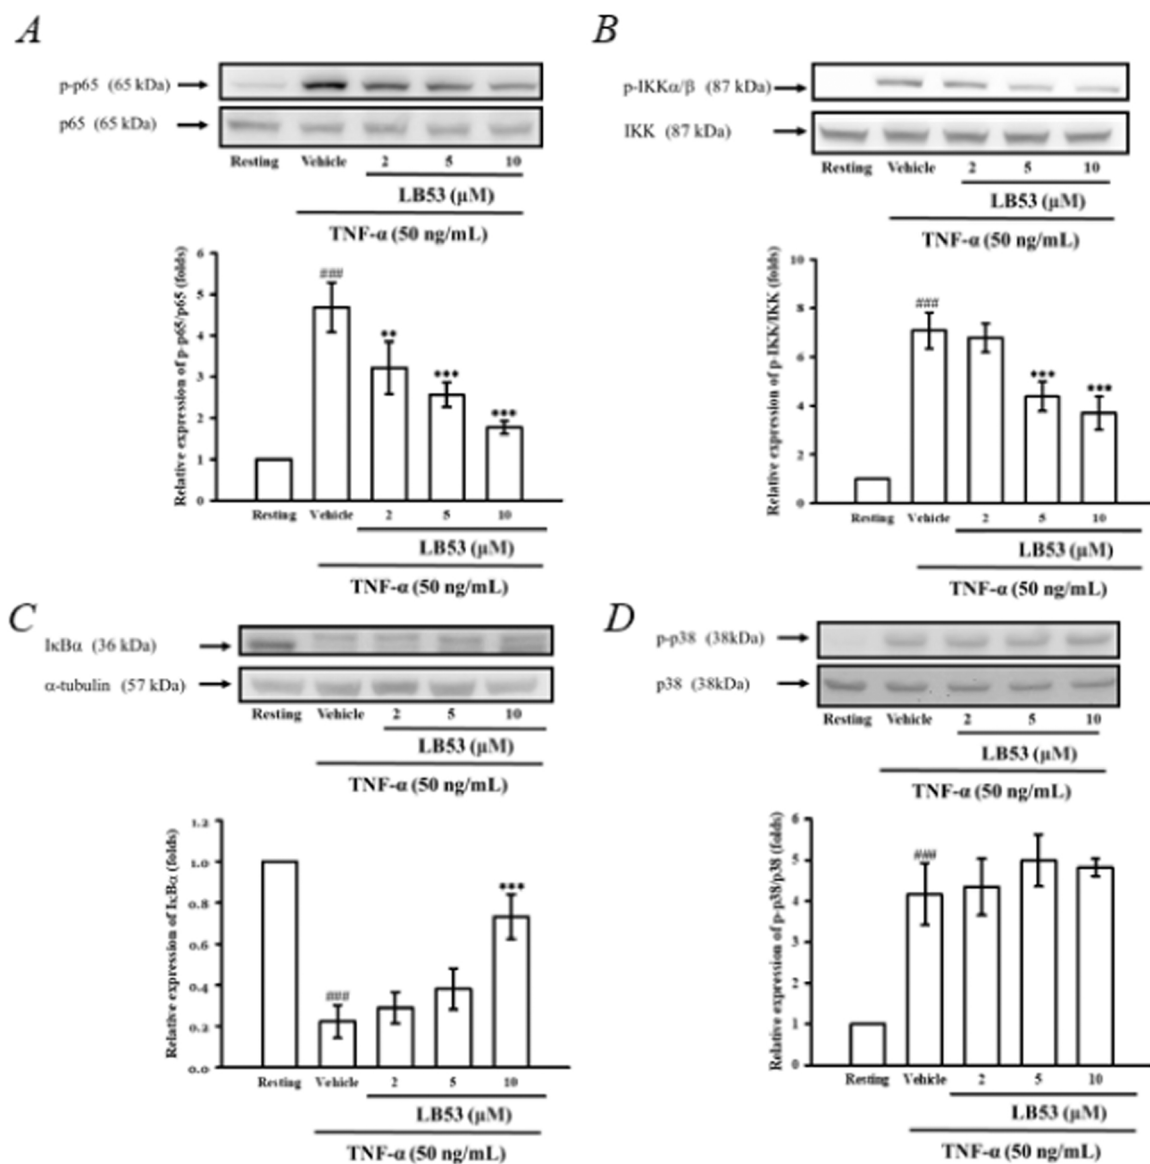 A
p-p65 (65 kDa)
p65 (65 kDa)
Resting Vehicle 2 5 10
LB53 (μM)
TNF-α (50 ng/mL)
Relative expression of p-p65/p65 (folds)
6
5
4
3
2
1
0
###
**
***
***
Resting Vehicle 2 5 10
LB53 (μM)
TNF-α (50 ng/mL)
B
p-IKKα/β (87 kDa)
IKK (87 kDa)
Resting Vehicle 2 5 10
LB53 (μM)
TNF-α (50 ng/mL)
Relative expression of p-IKK/IKK (folds)
10
8
6
4
2
0
###
***
***
Resting Vehicle 2 5 10
LB53 (μM)
TNF-α (50 ng/mL)
C
IκBα (36 kDa)
α-tubulin (57 kDa)
Resting Vehicle 2 5 10
LB53 (μM)
TNF-α (50 ng/mL)
Relative expression of IκBα (folds)
1.2
1.0
0.8
0.6
0.4
0.2
0.0
###
***
Resting Vehicle 2 5 10
LB53 (μM)
TNF-α (50 ng/mL)
D
p-p38 (38kDa)
p38 (38kDa)
Resting Vehicle 2 5 10
LB53 (μM)
TNF-α (50 ng/mL)
Relative expression of p-p38/p38 (folds)
6
5
4
3
2
1
0
###
Resting Vehicle 2 5 10
LB53 (μM)
TNF-α (50 ng/mL)